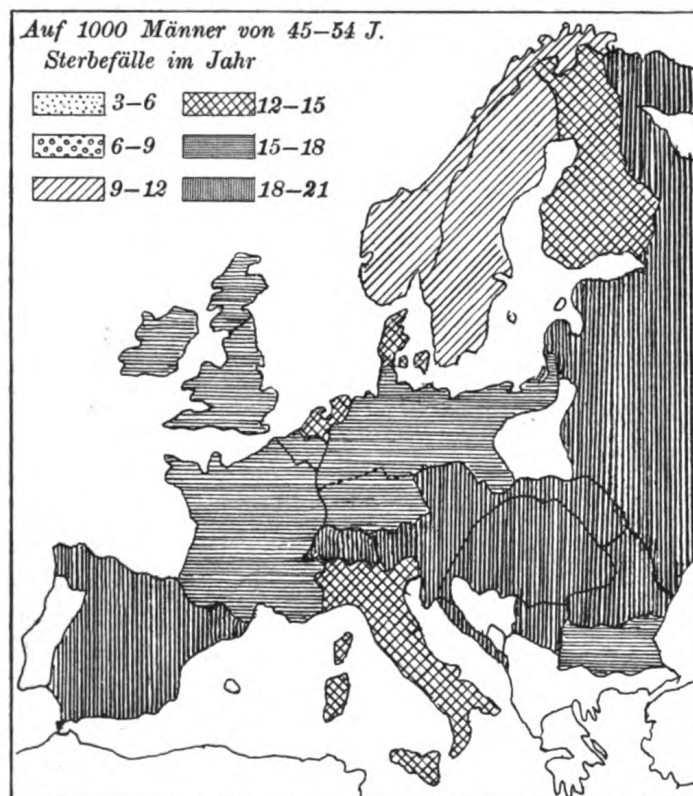 Auf 1000 Männer von 45–54 J.
Sterbefälle im Jahr
3–6 12–15
6–9 15–18
9–12 18–21